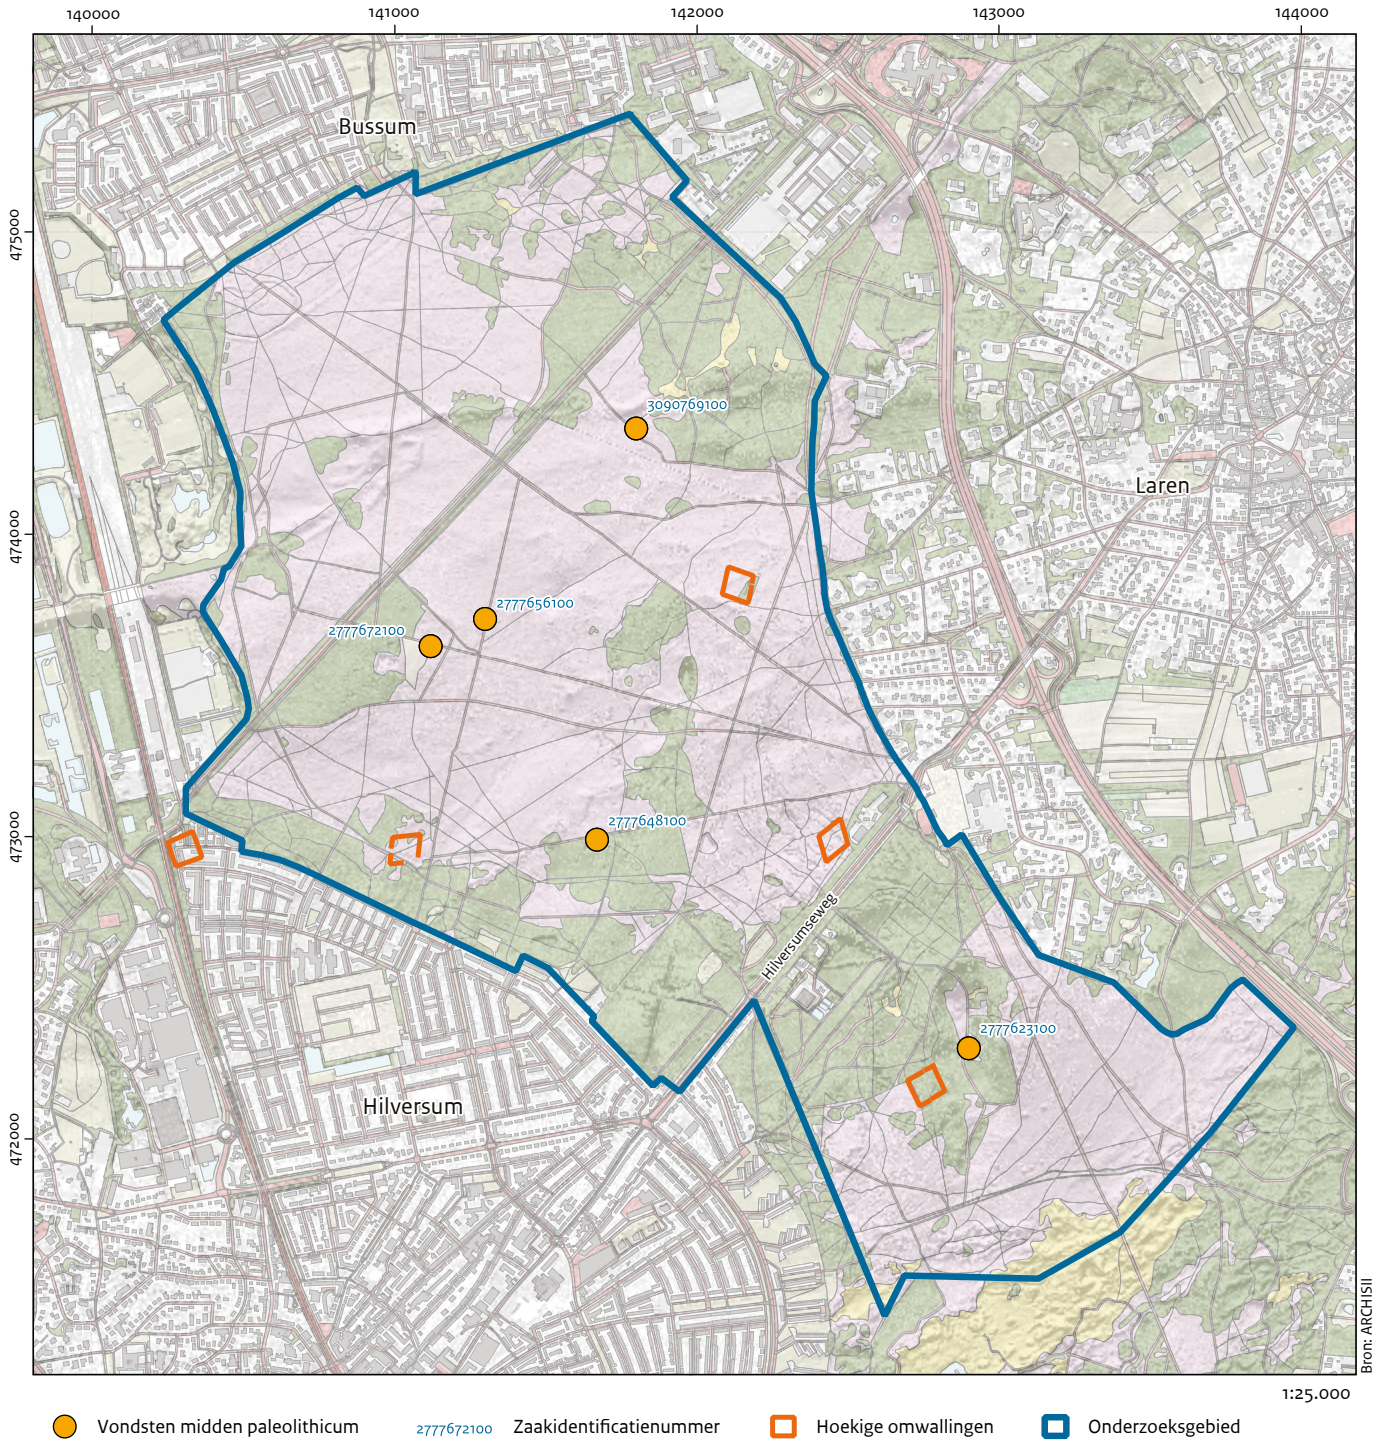 140000 141000 142000 143000 144000
Bussum
475000
3090769100
Laren
474000
2777656100
2777672100
2777648100
473000
Hilversumseweg
2777623100
Hilversum
472000
Bron: ARCHISII
1:25.000
Vondsten midden paleolithicum 2777672100 Zaakidentificatienummer Hoekige omwallingen Onderzoeksgebied